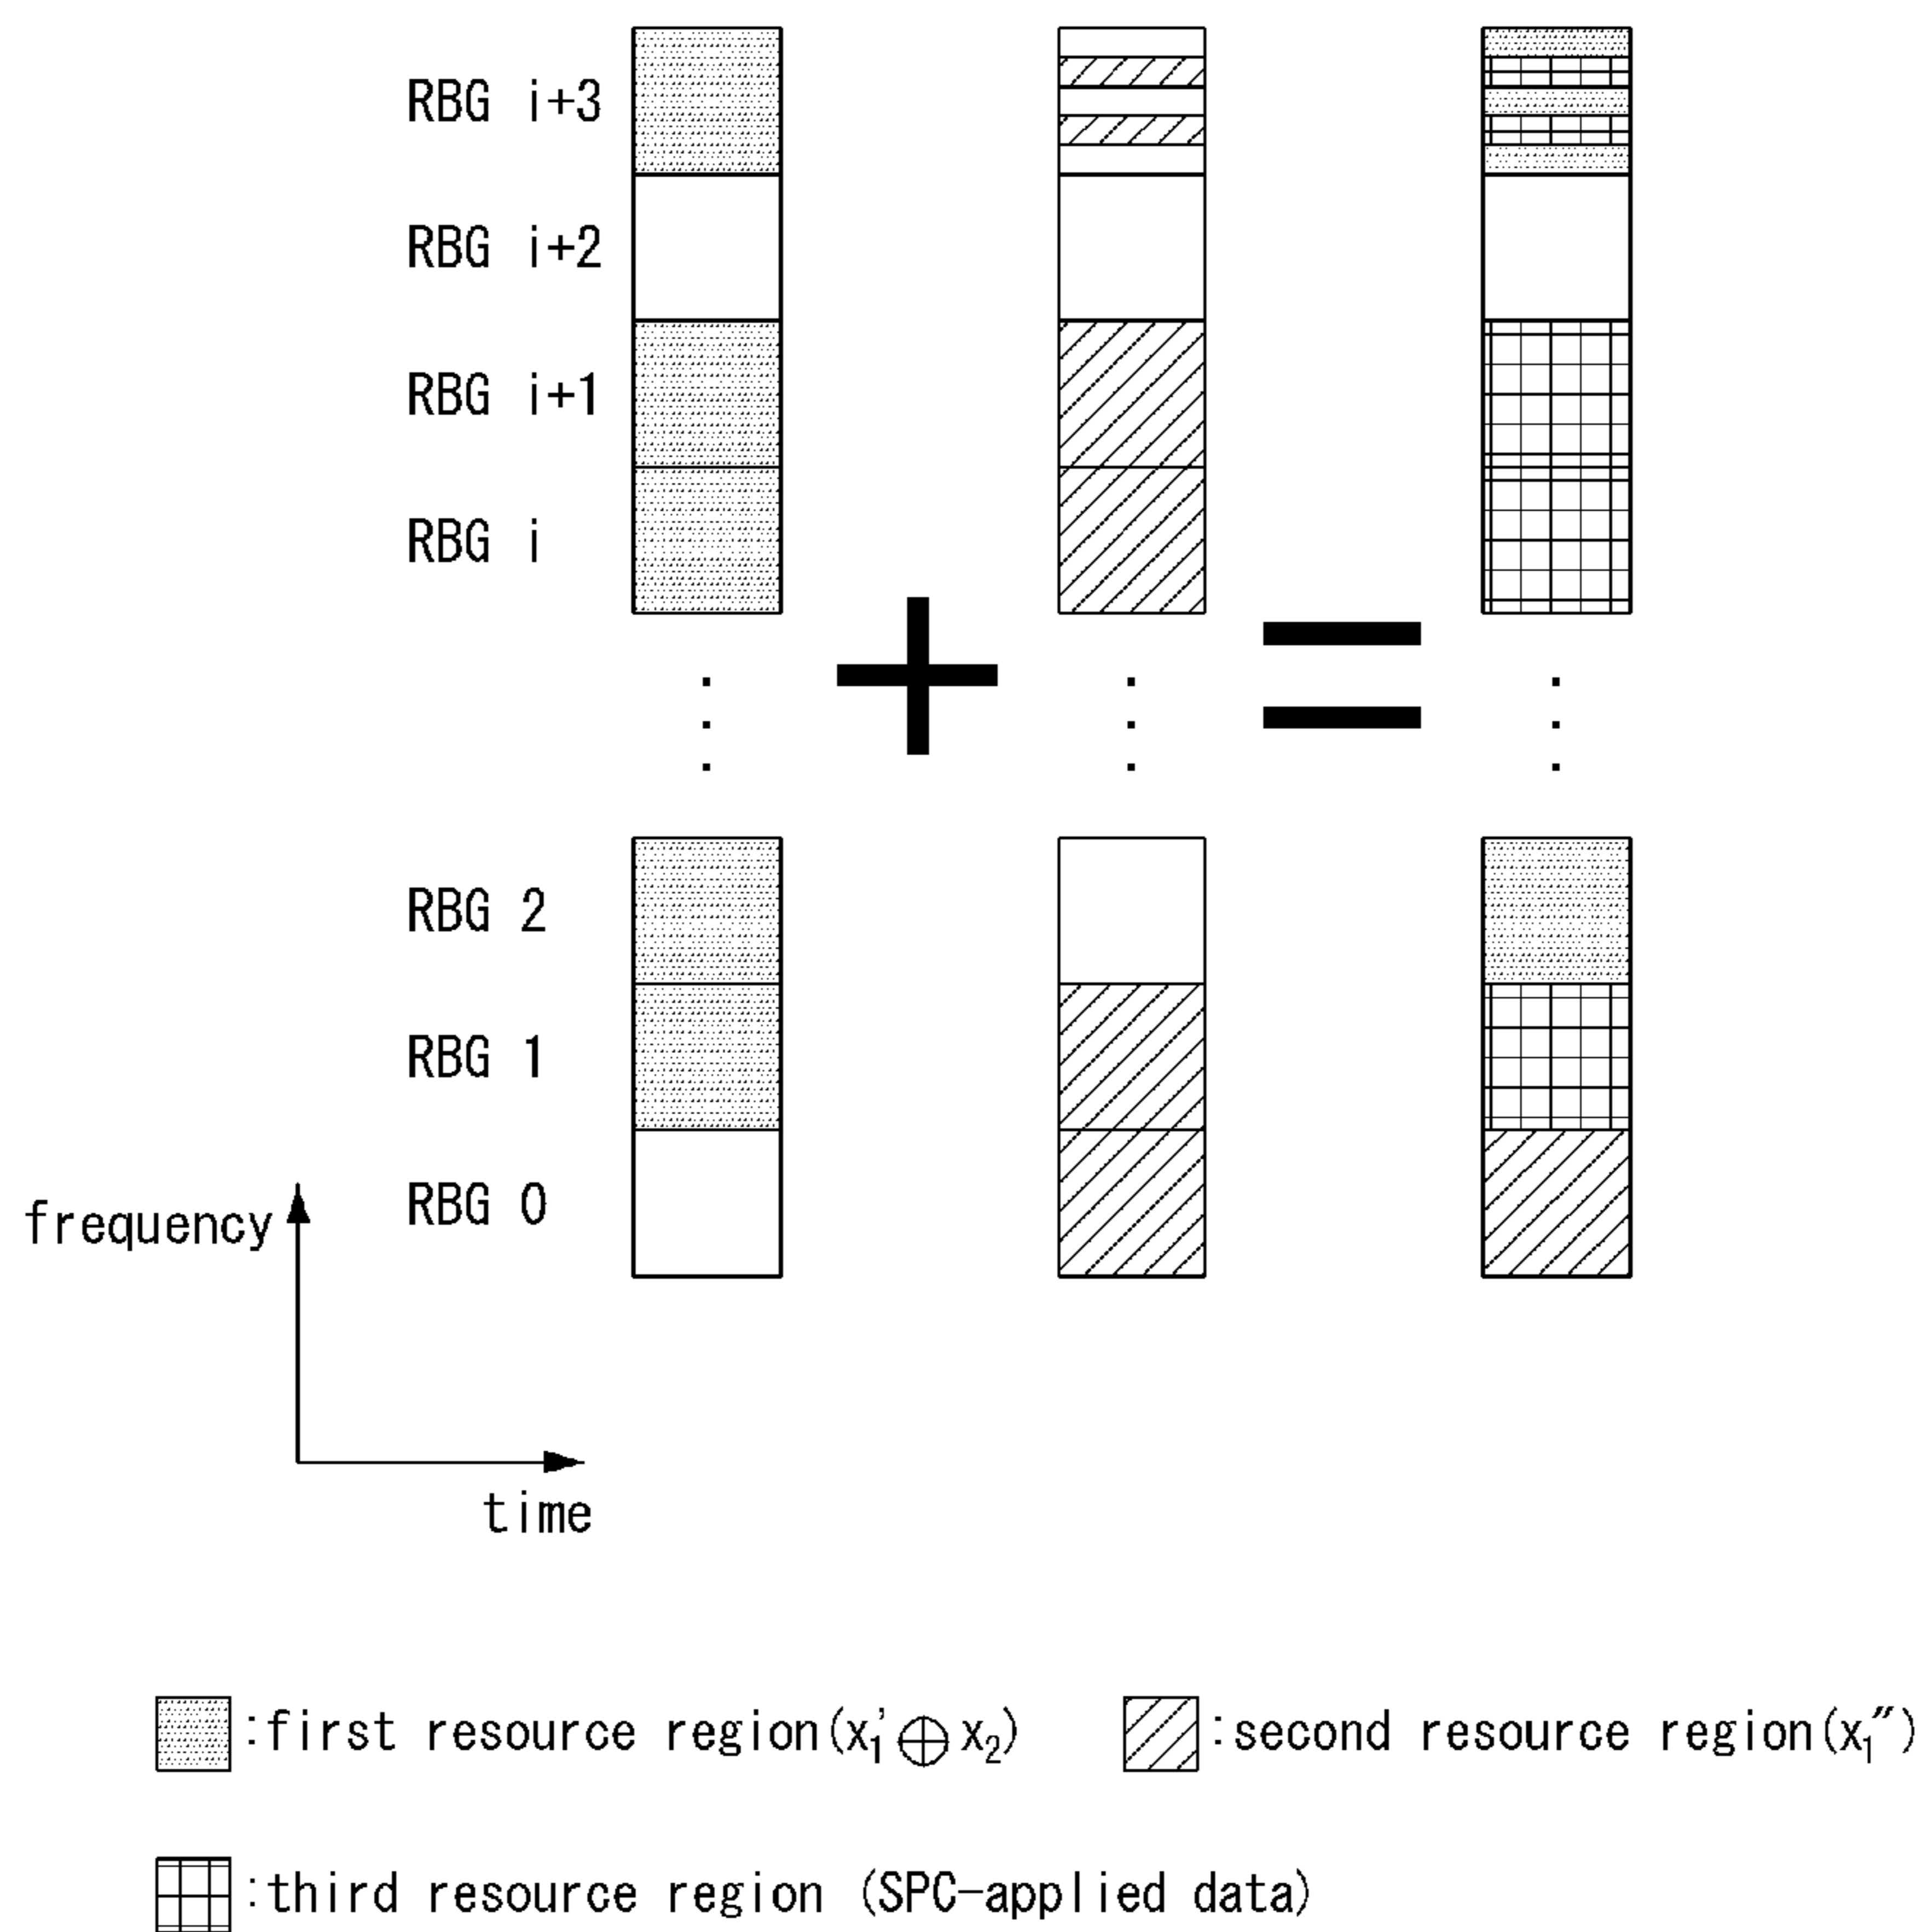 RBG i+3
RBG i+2
RBG i+1
RBG i
RBG 2
RBG 1
RBG 0
frequency
time
:first resource region(x₁'⊕x₂)
:second resource region(x₁″)
:third resource region (SPC-applied data)